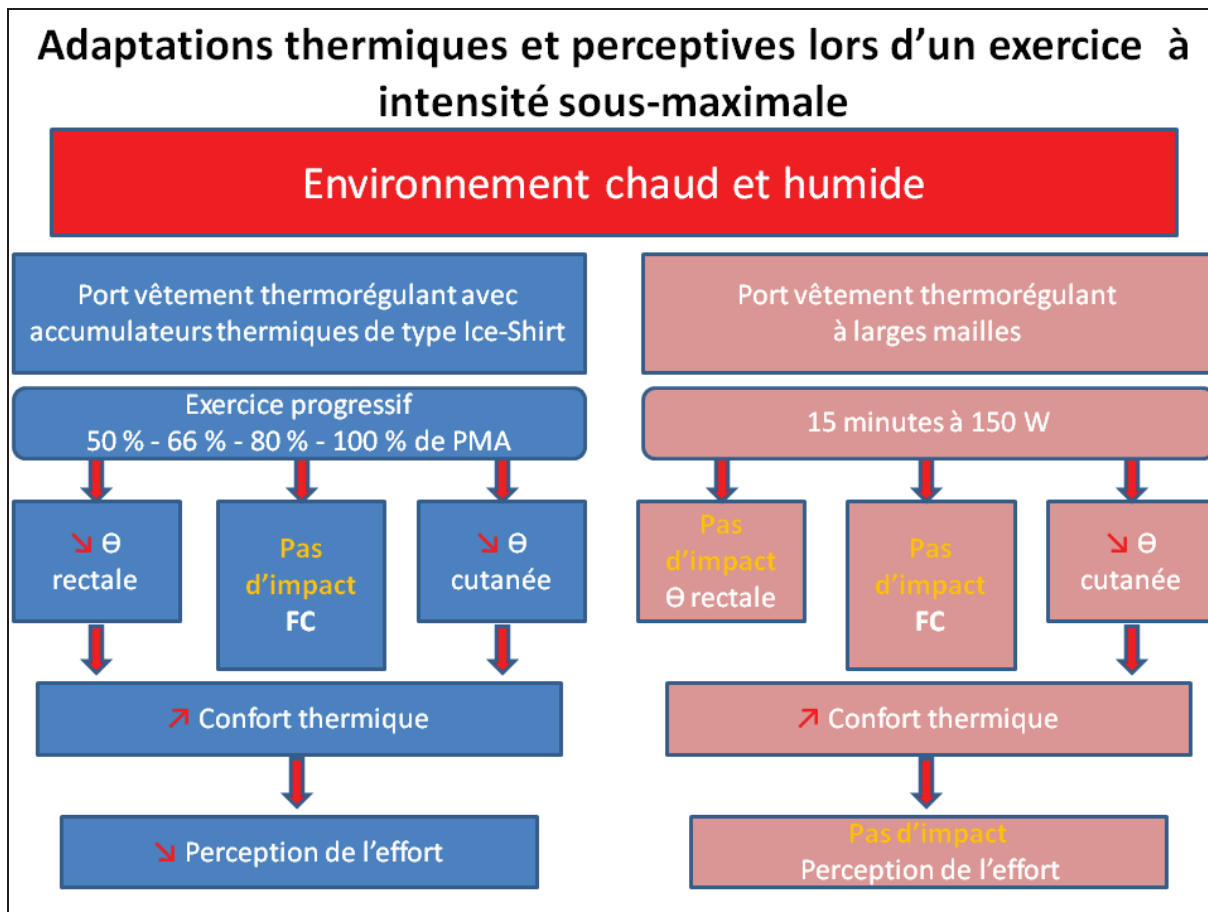 Adaptations thermiques et perceptives lors d’un exercice à
intensité sous-maximale
Environnement chaud et humide
Port vêtement thermorégulant avec
accumulateurs thermiques de type Ice-Shirt
Exercice progressif
50 % - 66 % - 80 % - 100 % de PMA
↘ Ɵ
rectale
Pas
d’impact
FC
↘ Ɵ
cutanée
↗ Confort thermique
↘ Perception de l’effort
Port vêtement thermorégulant
à larges mailles
15 minutes à 150 W
Pas
d’impact
Ɵ rectale
Pas
d’impact
FC
↘ Ɵ
cutanée
↗ Confort thermique
Pas d’impact
Perception de l’effort